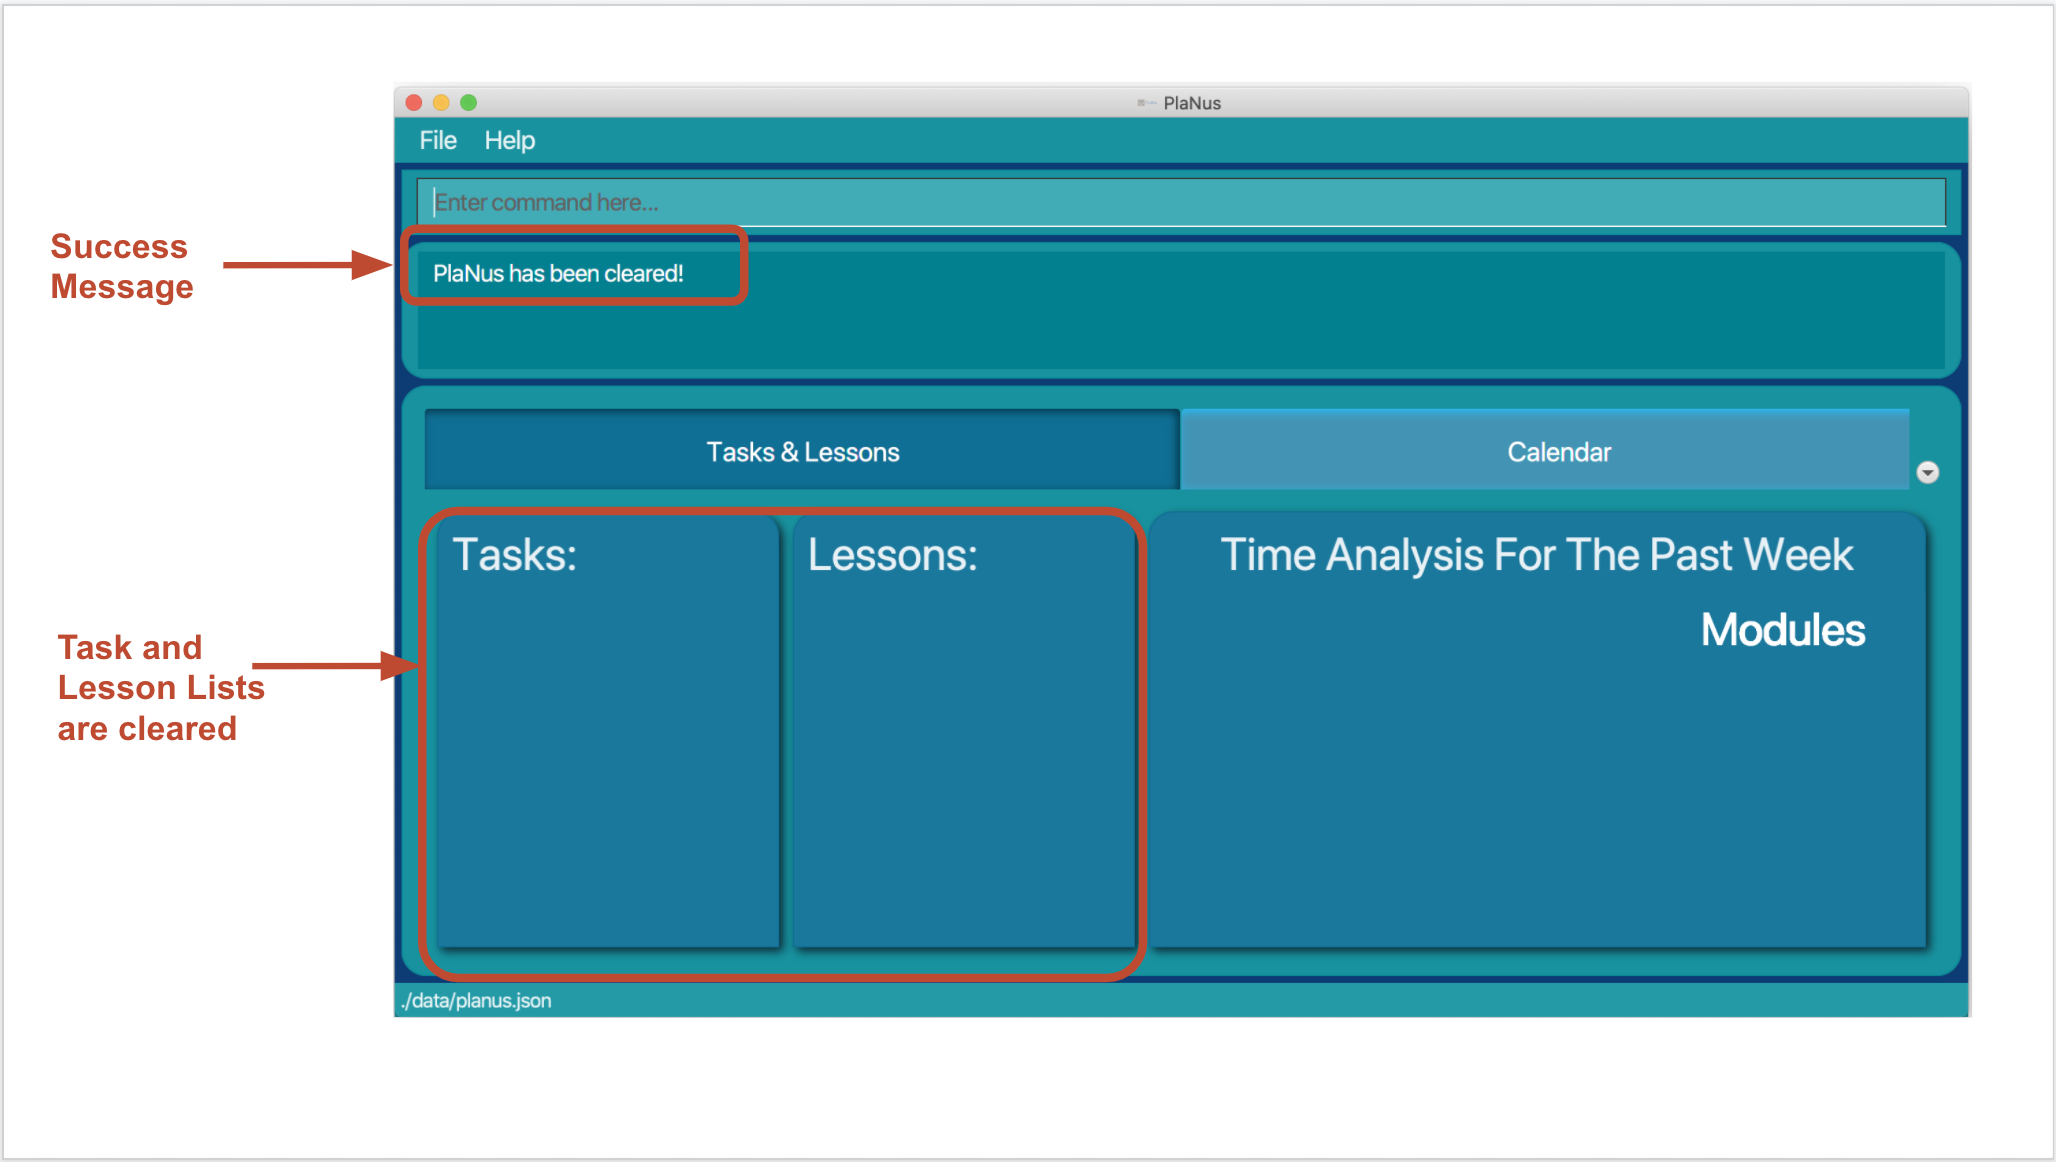 PlaNus
File Help
Enter command here...
Success
Message
PlaNus has been cleared!
Tasks & Lessons
Calendar
Tasks:
Lessons:
Time Analysis For The Past Week
Modules
Task and
Lesson Lists
are cleared
./data/planus.json